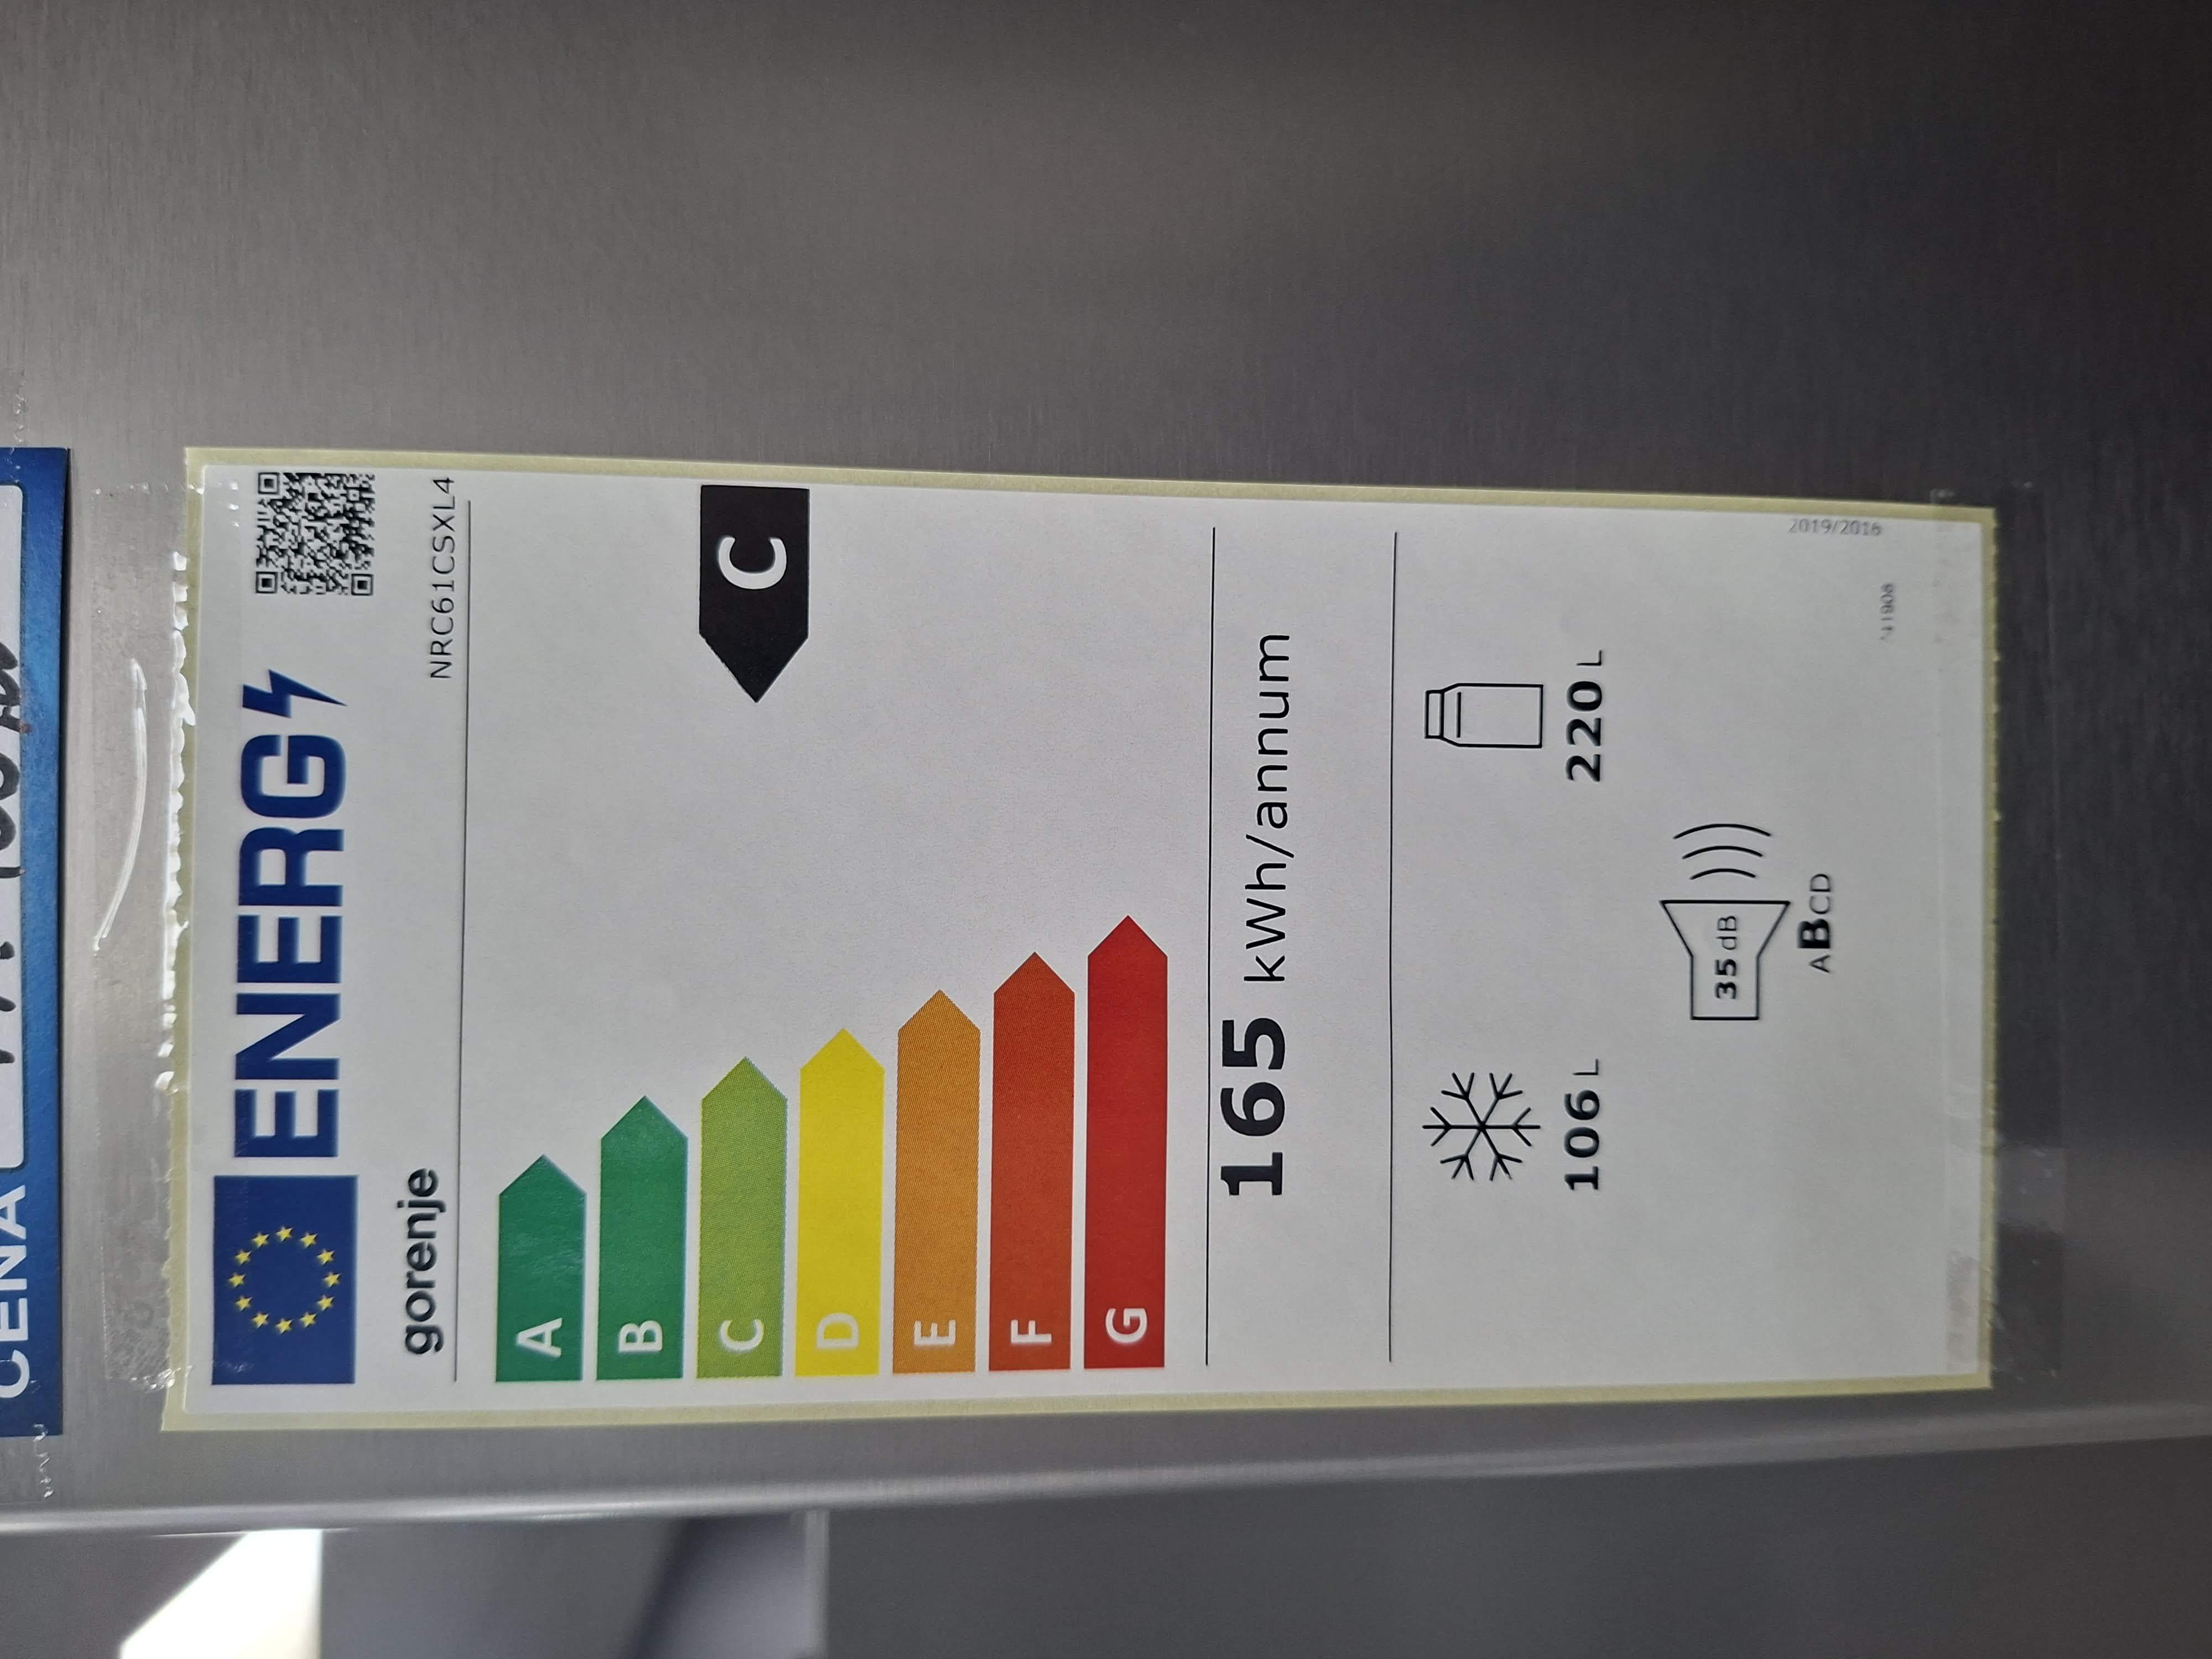 CENA
ENERG
gorenje
NRC61CSXL4
A
B
C
C
D
E
F
G
165 kWh/annum
106 L
220 L
35 dB
ABCD
2019/2016